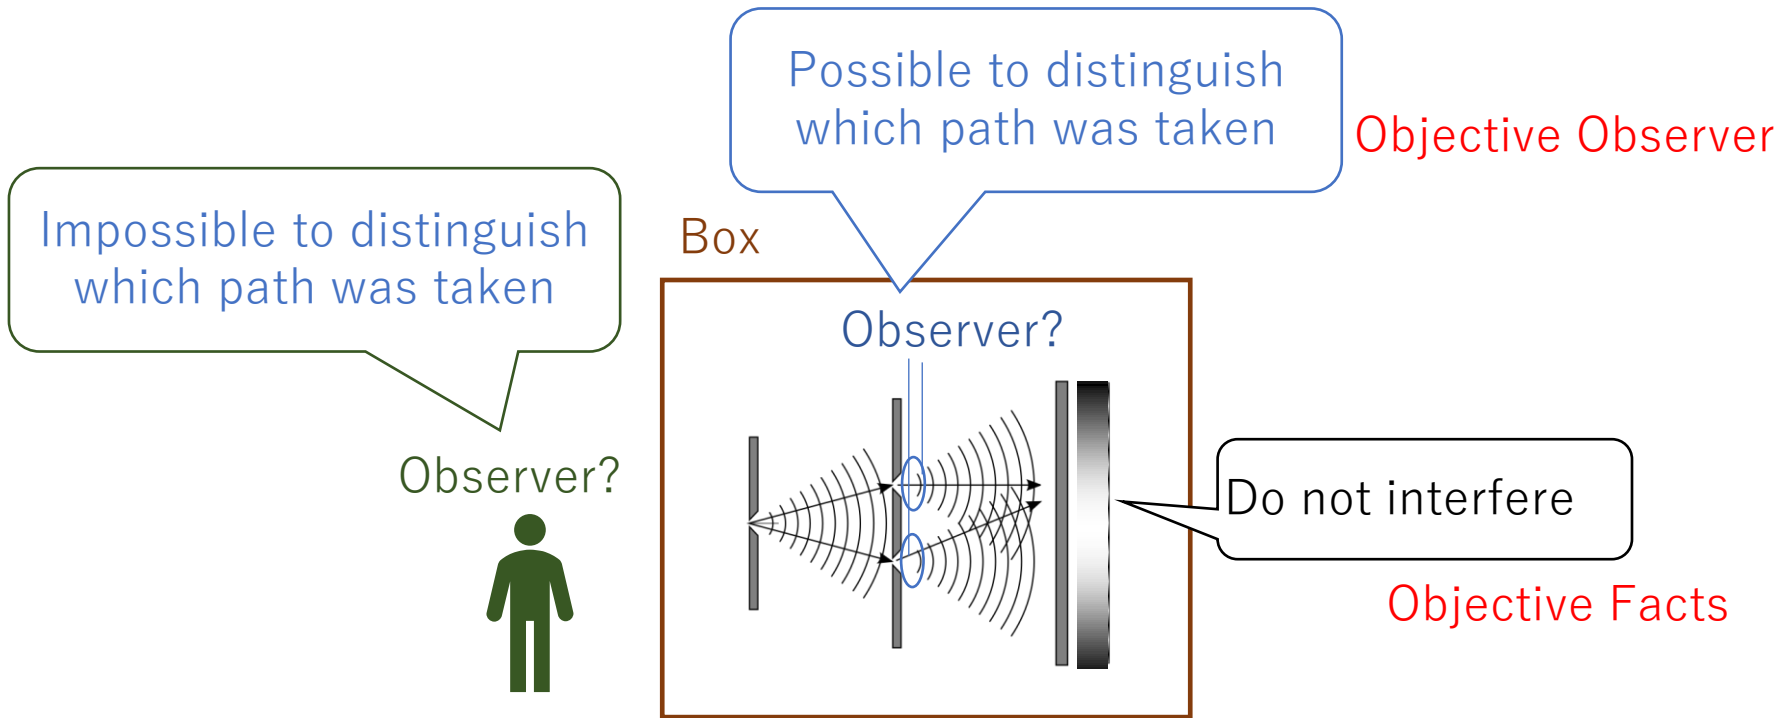 Possible to distinguish
which path was taken
Objective Observer
Impossible to distinguish
which path was taken
Box
Observer?
Observer?
Do not interfere
Objective Facts